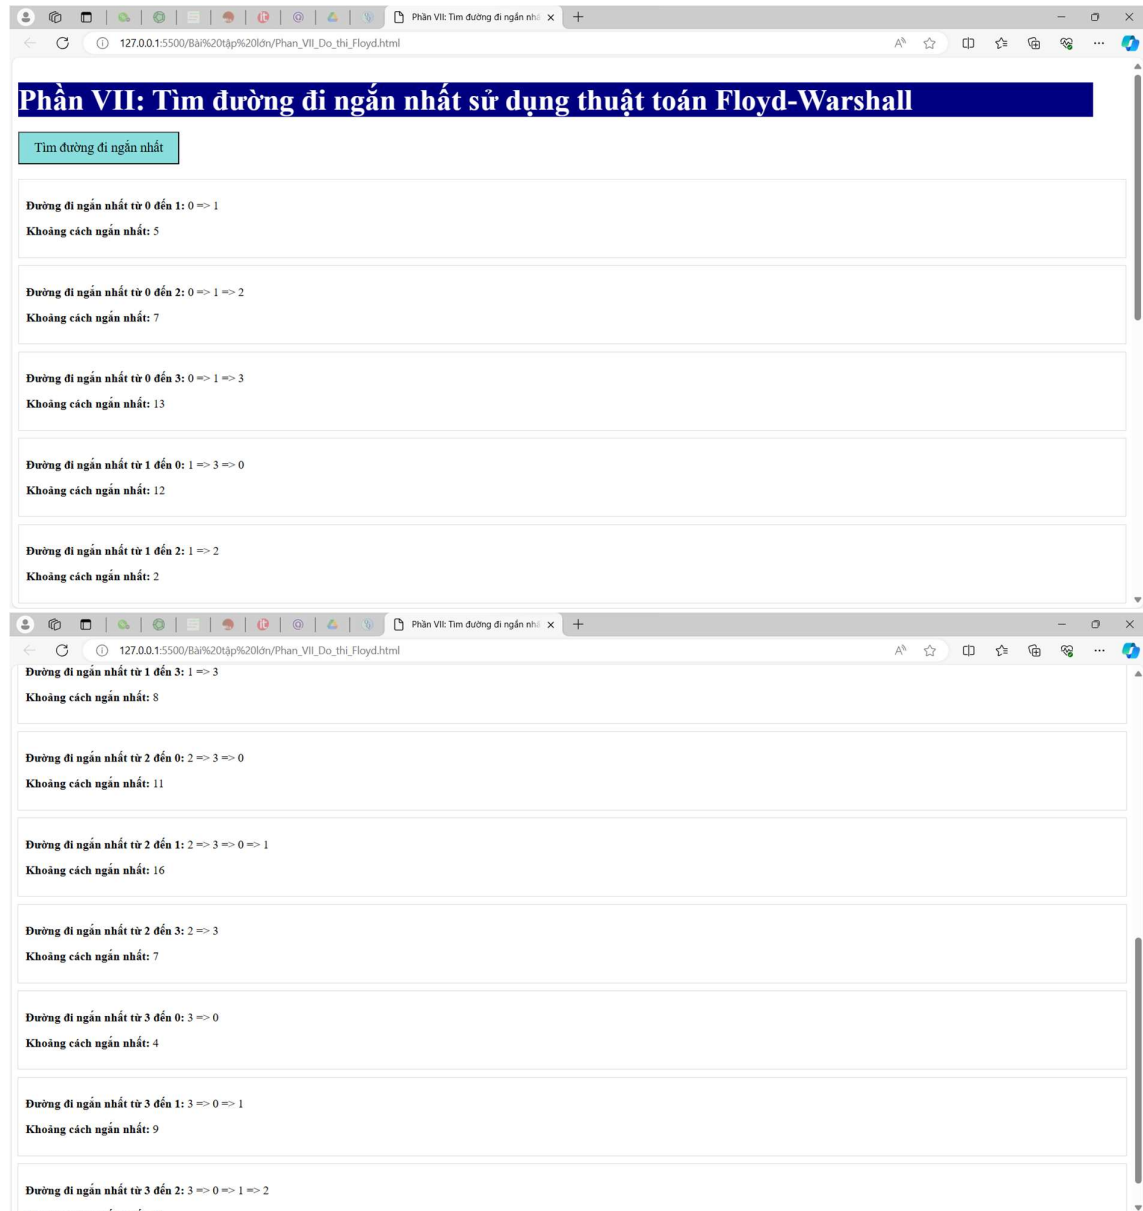 Phần VII: Tìm đường đi ngắn nhấ
127.0.0.1:5500/Bài%20tập%20lớn/Phan_VII_Do_thi_Floyd.html
Phần VII: Tìm đường đi ngắn nhất sử dụng thuật toán Floyd-Warshall
Tìm đường đi ngắn nhất
Đường đi ngắn nhất từ 0 đến 1: 0 => 1
Khoảng cách ngắn nhất: 5
Đường đi ngắn nhất từ 0 đến 2: 0 => 1 => 2
Khoảng cách ngắn nhất: 7
Đường đi ngắn nhất từ 0 đến 3: 0 => 1 => 3
Khoảng cách ngắn nhất: 13
Đường đi ngắn nhất từ 1 đến 0: 1 => 3 => 0
Khoảng cách ngắn nhất: 12
Đường đi ngắn nhất từ 1 đến 2: 1 => 2
Khoảng cách ngắn nhất: 2
Phần VII: Tìm đường đi ngắn nhấ
127.0.0.1:5500/Bài%20tập%20lớn/Phan_VII_Do_thi_Floyd.html
Đường đi ngắn nhất từ 1 đến 3: 1 => 3
Khoảng cách ngắn nhất: 8
Đường đi ngắn nhất từ 2 đến 0: 2 => 3 => 0
Khoảng cách ngắn nhất: 11
Đường đi ngắn nhất từ 2 đến 1: 2 => 3 => 0 => 1
Khoảng cách ngắn nhất: 16
Đường đi ngắn nhất từ 2 đến 3: 2 => 3
Khoảng cách ngắn nhất: 7
Đường đi ngắn nhất từ 3 đến 0: 3 => 0
Khoảng cách ngắn nhất: 4
Đường đi ngắn nhất từ 3 đến 1: 3 => 0 => 1
Khoảng cách ngắn nhất: 9
Đường đi ngắn nhất từ 3 đến 2: 3 => 0 => 1 => 2